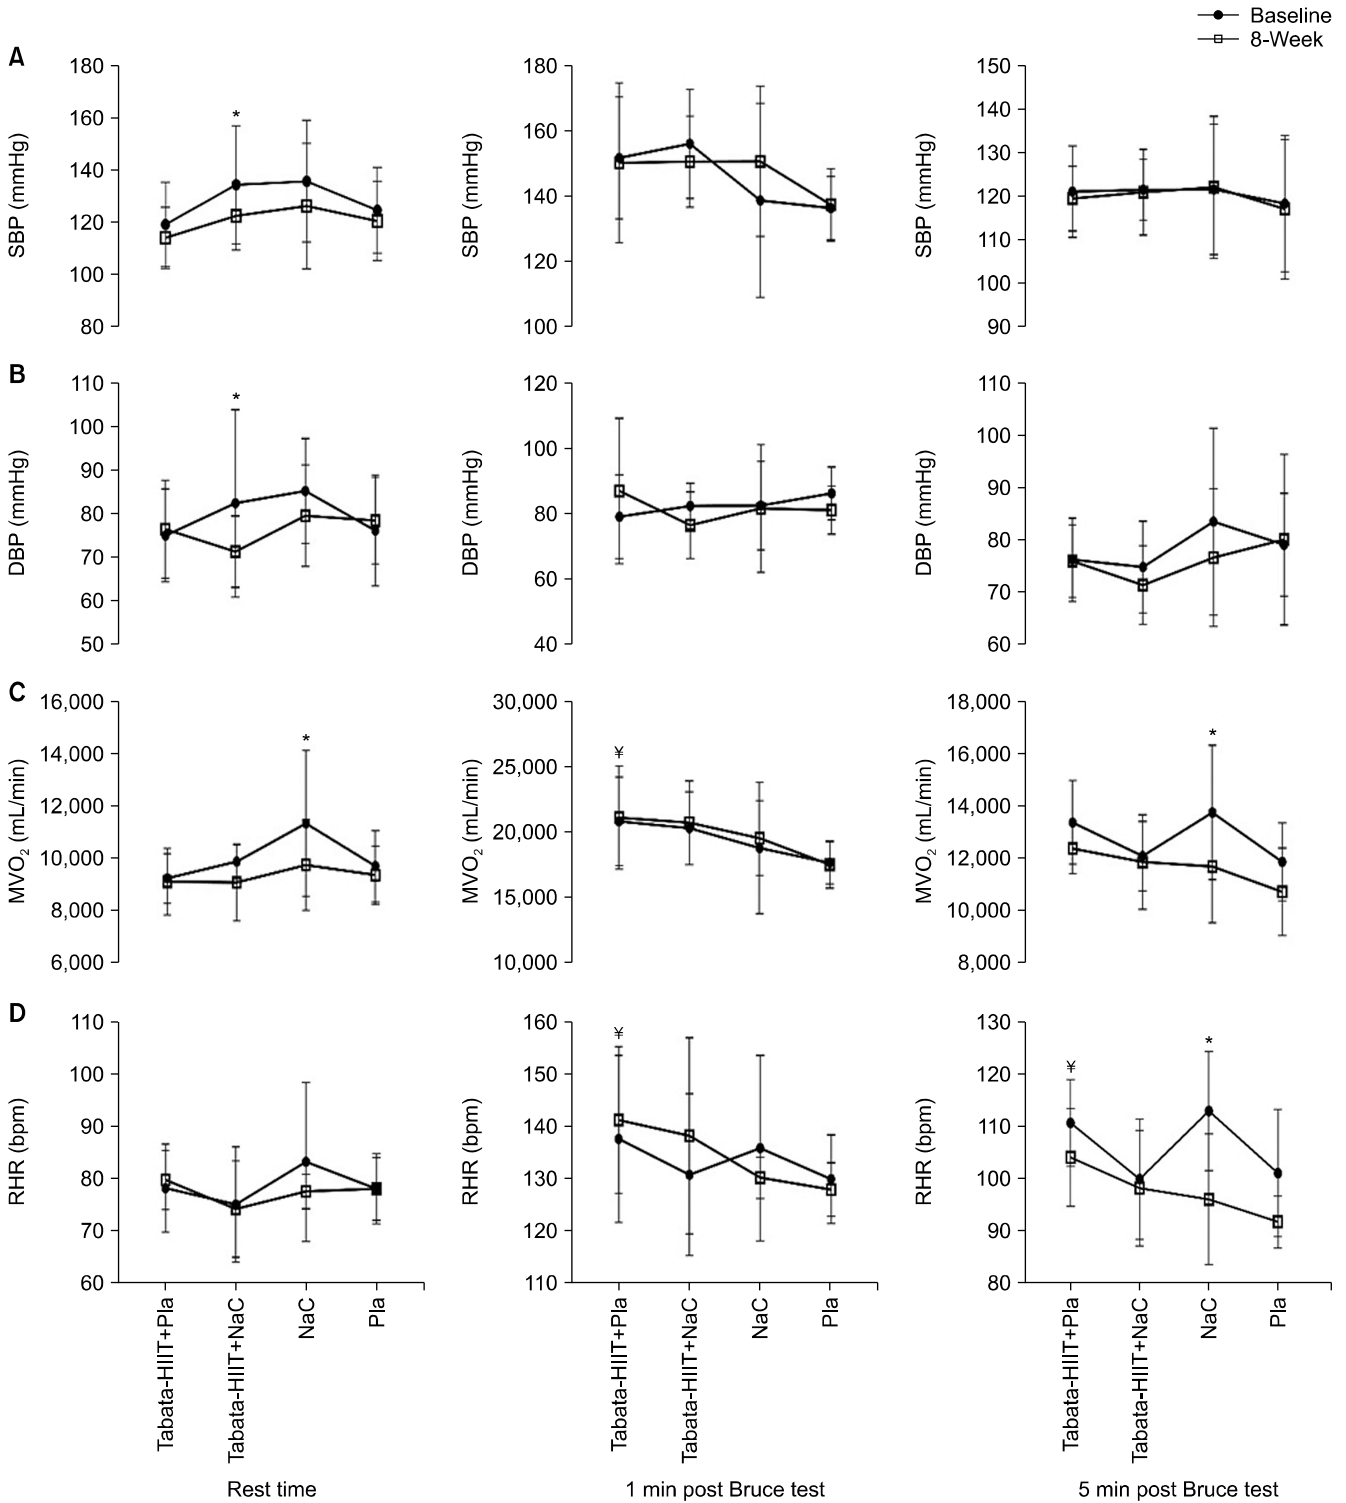 Baseline
8-Week
A
SBP (mmHg)
180
160
140
120
100
80
*
SBP (mmHg)
180
160
140
120
100
SBP (mmHg)
150
140
130
120
110
100
90
B
DBP (mmHg)
110
100
90
80
70
60
50
*
DBP (mmHg)
120
100
80
60
40
DBP (mmHg)
110
100
90
80
70
60
C
MVO₂ (mL/min)
16,000
14,000
12,000
10,000
8,000
6,000
*
MVO₂ (mL/min)
30,000
25,000
20,000
15,000
10,000
¥
MVO₂ (mL/min)
18,000
16,000
14,000
12,000
10,000
8,000
*
D
RHR (bpm)
110
100
90
80
70
60
RHR (bpm)
160
150
140
130
120
110
¥
RHR (bpm)
130
120
110
100
90
80
¥
*
Tabata-HIIT+Pla
Tabata-HIIT+NaC
NaC
Pla
Tabata-HIIT+Pla
Tabata-HIIT+NaC
NaC
Pla
Tabata-HIIT+Pla
Tabata-HIIT+NaC
NaC
Pla
Rest time
1 min post Bruce test
5 min post Bruce test